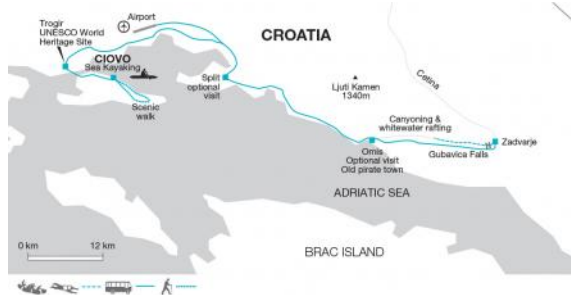 Trogir
UNESCO World
Heritage Site
Airport
CROATIA
CIOVO
Sea Kayaking
Scenic
walk
Split
optional
visit
Ljuti Kamen
1340m
Cetina
Canyoning &
whitewater rafting
Zadvarje
Gubavica Falls
Omis
Optional visit
Old pirate town
ADRIATIC SEA
0 km
12 km
BRAC ISLAND